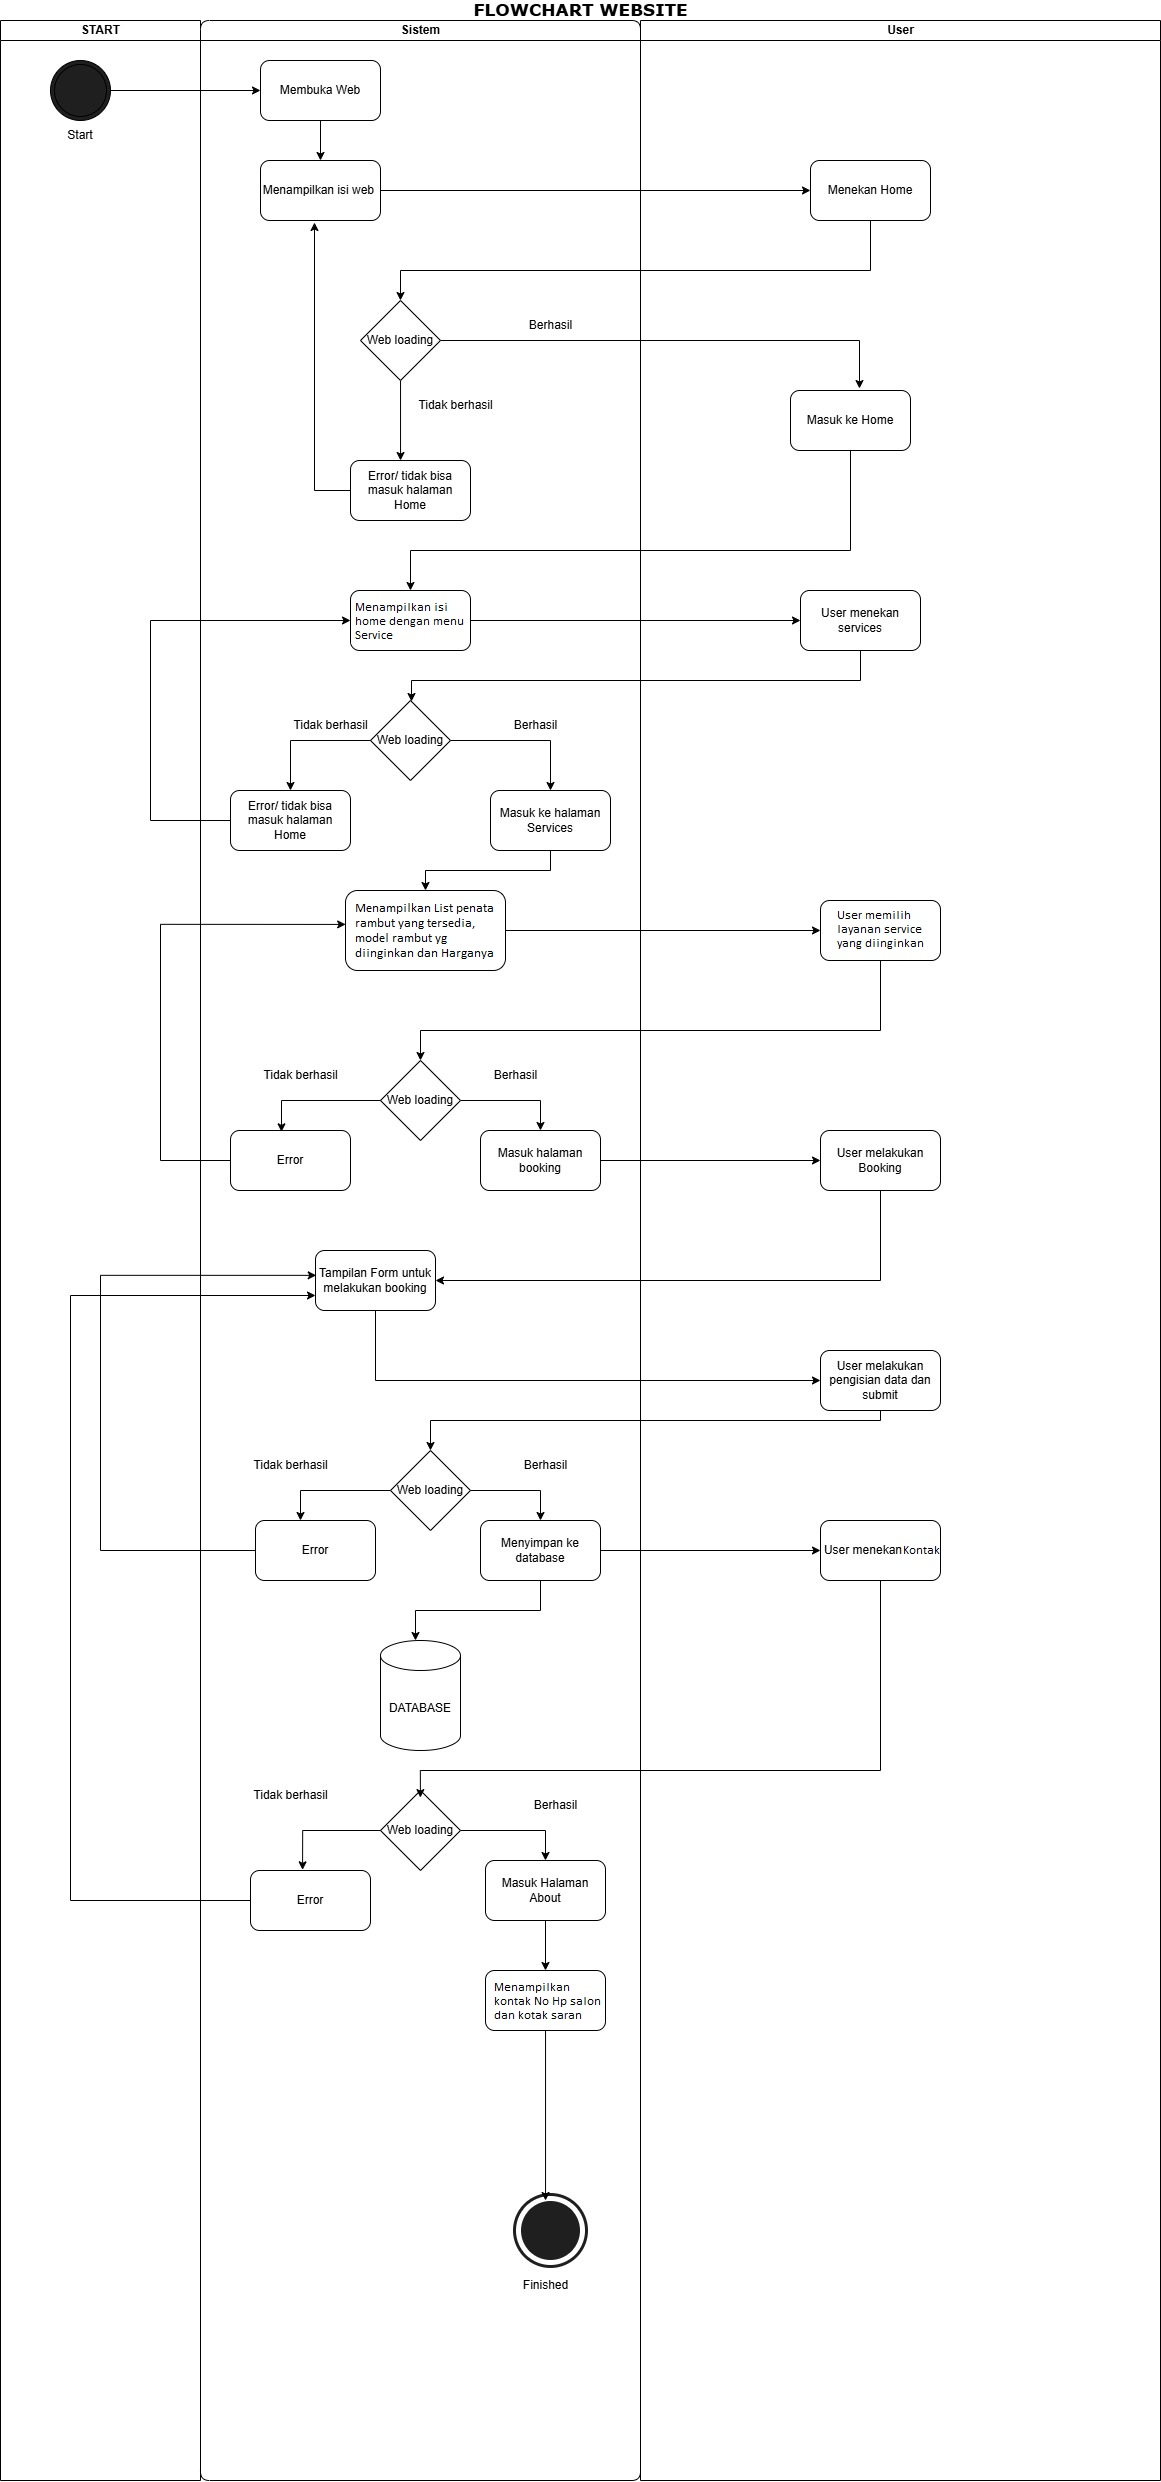 FLOWCHART WEBSITE
START
Sistem
User
Membuka Web
Start
Menampilkan isi web
Menekan Home
Berhasil
Web loading
Tidak berhasil
Masuk ke Home
Error/ tidak bisa
masuk halaman
Home
Menampilkan isi
home dengan menu
Service
User menekan
services
Tidak berhasil
Berhasil
Web loading
Error/ tidak bisa
masuk halaman
Home
Masuk ke halaman
Services
Menampilkan List penata
rambut yang tersedia,
model rambut yg
diinginkan dan Harganya
User memilih
layanan service
yang diinginkan
Tidak berhasil
Berhasil
Web loading
Error
Masuk halaman
booking
User melakukan
Booking
Tampilan Form untuk
melakukan booking
User melakukan
pengisian data dan
submit
Tidak berhasil
Berhasil
Web loading
Error
Menyimpan ke
database
User menekan Kontak
DATABASE
Tidak berhasil
Berhasil
Web loading
Error
Masuk Halaman
About
Menampilkan
kontak No Hp salon
dan kotak saran
Finished